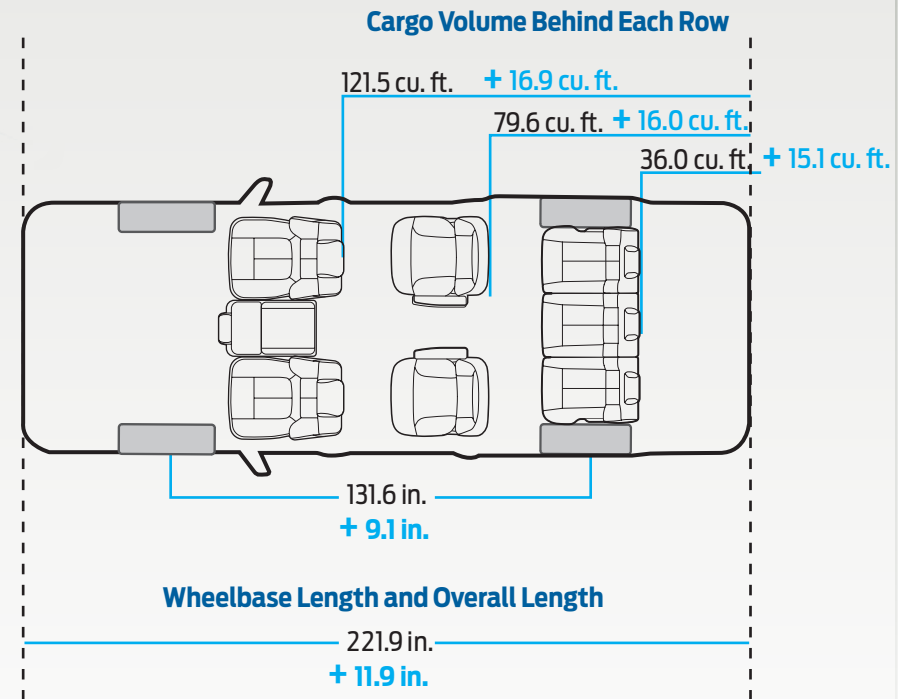 Cargo Volume Behind Each Row
121.5 cu. ft. + 16.9 cu. ft.
79.6 cu. ft. + 16.0 cu. ft.
36.0 cu. ft. + 15.1 cu. ft.
131.6 in.
+ 9.1 in.
Wheelbase Length and Overall Length
221.9 in.
+ 11.9 in.